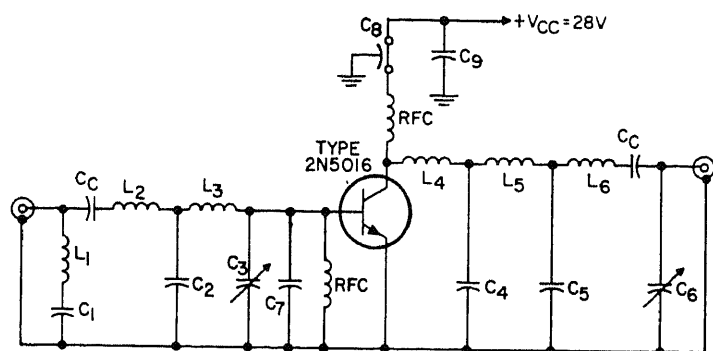 C8
+VCC=28V
C9
RFC
TYPE
2N5016
CC
L4
L5
L6
CC
L2
L3
L1
C1
C2
C3
C7
RFC
C4
C5
C6